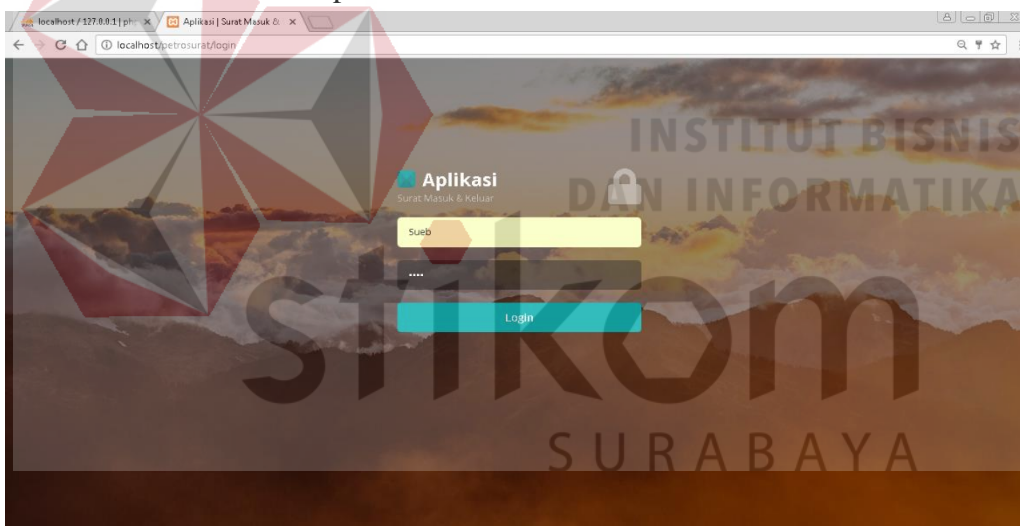 localhost / 127.0.0.1 | ph
Aplikasi | Surat Masuk &
localhost/petrosurat/login
INSTITUT BISNIS
DAN INFORMATIKA
Aplikasi
Surat Masuk & Keluar
Sueb
....
Login
stikom
SURABAYA